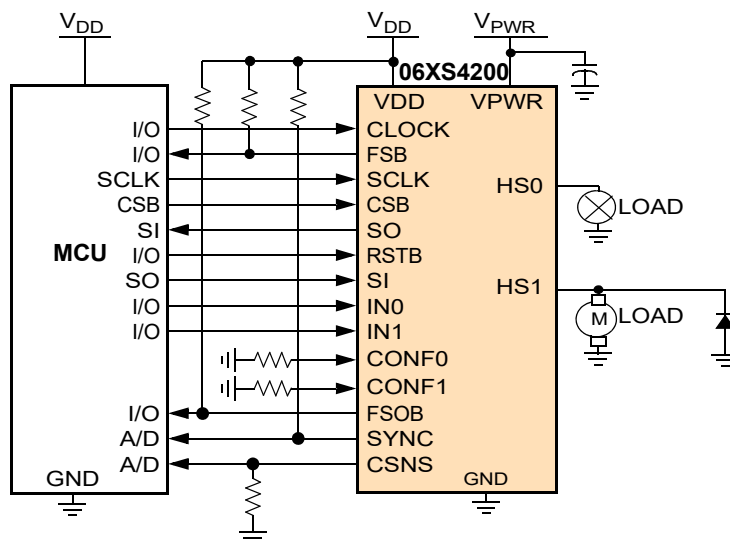 VDD
VDD
VPWR
06XS4200
VDD
VPWR
I/O
CLOCK
I/O
FSB
SCLK
SCLK
HS0
CSB
CSB
LOAD
SI
SO
MCU
I/O
RSTB
SO
SI
HS1
I/O
IN0
M
LOAD
I/O
IN1
CONF0
CONF1
I/O
FSOB
A/D
SYNC
A/D
CSNS
GND
GND